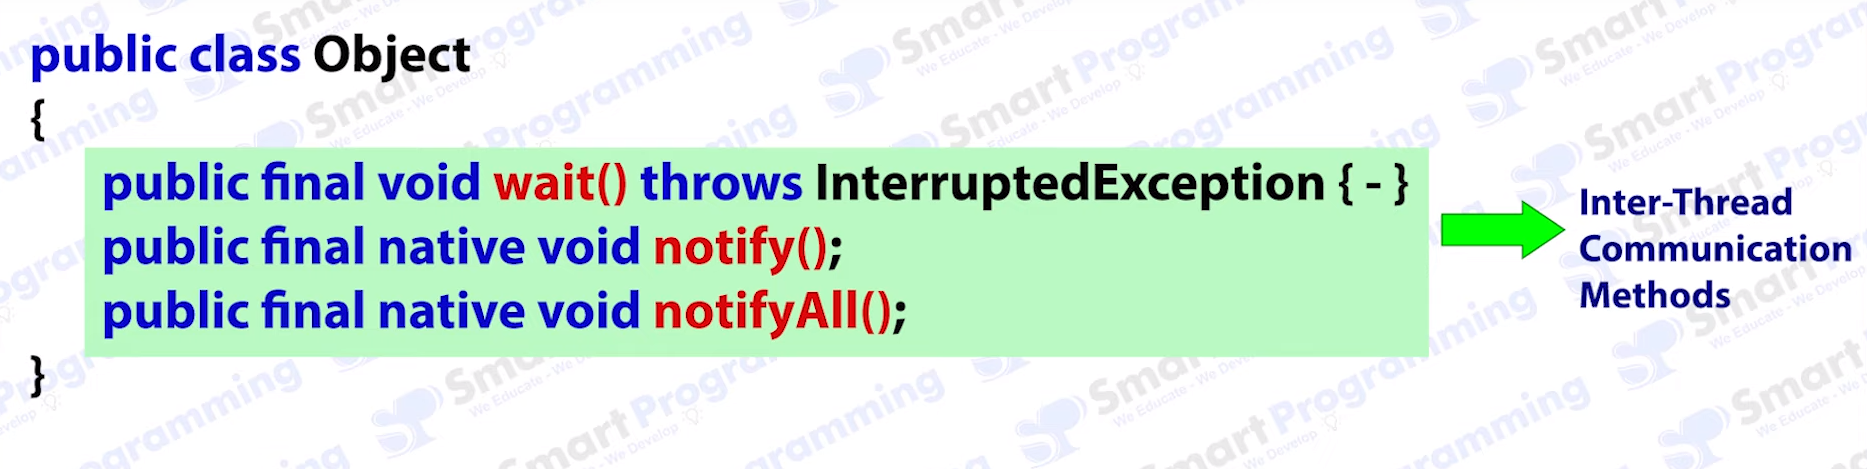 public class Object
{
public final void wait() throws InterruptedException { - }
public final native void notify();
public final native void notifyAll();
}
Inter-Thread
Communication
Methods
Smart Programming
We Educate - We Develop